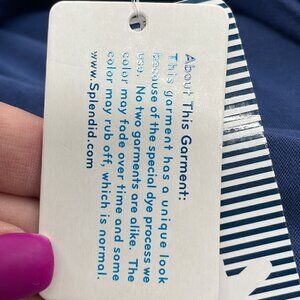 About This Garment:
This garment has a unique look
because of the special dye process we
use. No two garments are alike. The
color may fade over time and some
color may rub off, which is normal.
www.Splendid.com